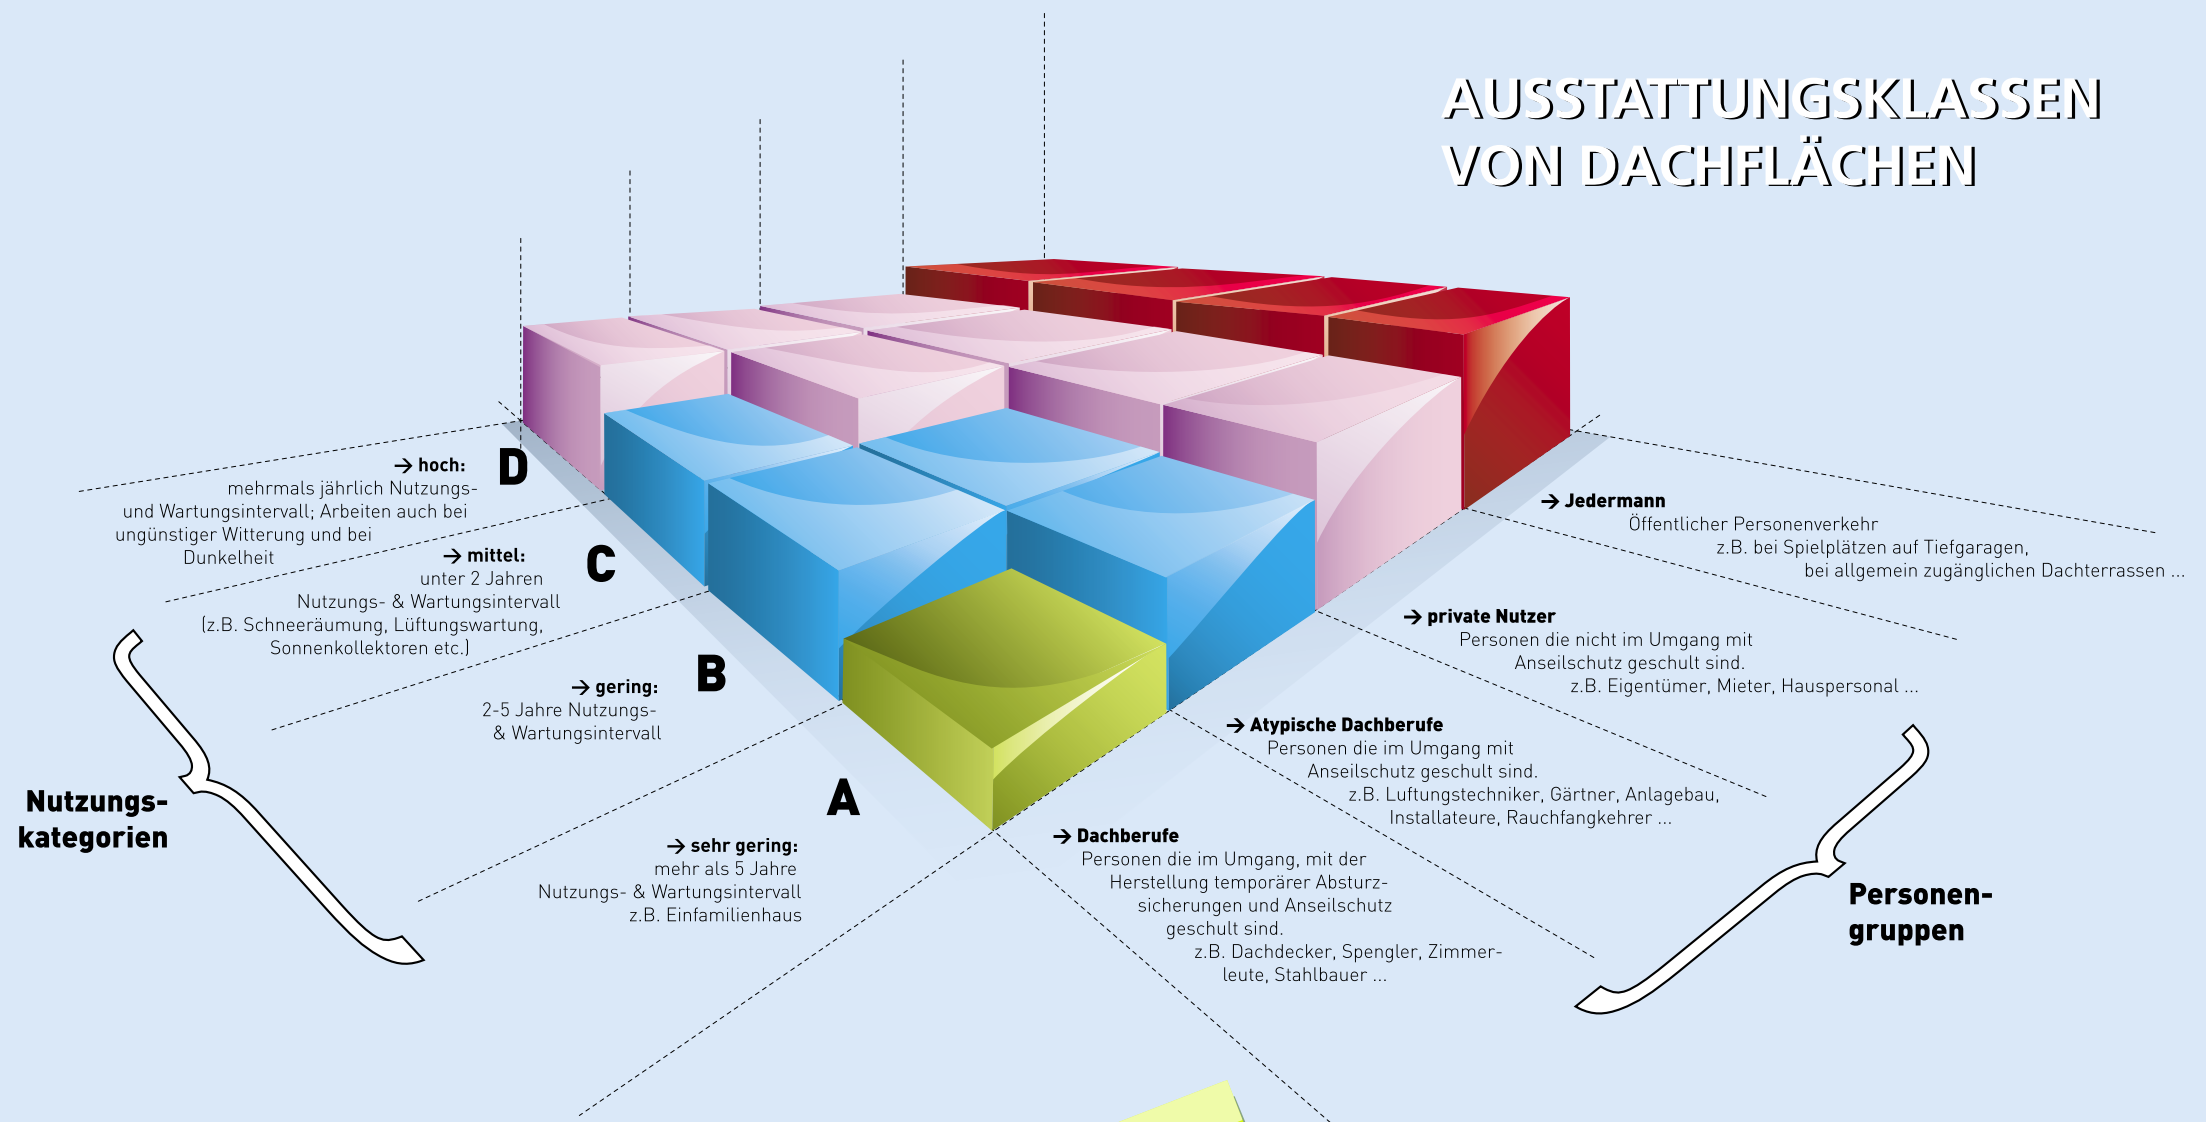 AUSSTATTUNGSKLASSEN
VON DACHFLÄCHEN
D
→ hoch:
mehrmals jährlich Nutzungs-
und Wartungsintervall; Arbeiten auch bei
ungünstiger Witterung und bei
Dunkelheit
C
→ mittel:
unter 2 Jahren
Nutzungs- & Wartungsintervall
(z.B. Schneeräumung, Lüftungswartung,
Sonnenkollektoren etc.)
B
→ gering:
2-5 Jahre Nutzungs-
& Wartungsintervall
A
→ sehr gering:
mehr als 5 Jahre
Nutzungs- & Wartungsintervall
z.B. Einfamilienhaus
Nutzungs-
kategorien
→ Jedermann
Öffentlicher Personenverkehr
z.B. bei Spielplätzen auf Tiefgaragen,
bei allgemein zugänglichen Dachterrassen ...
→ private Nutzer
Personen die nicht im Umgang mit
Anseilschutz geschult sind.
z.B. Eigentümer, Mieter, Hauspersonal ...
→ Atypische Dachberufe
Personen die im Umgang mit
Anseilschutz geschult sind.
z.B. Luftungstechniker, Gärtner, Anlagebau,
Installateure, Rauchfangkehrer ...
→ Dachberufe
Personen die im Umgang, mit der
Herstellung temporärer Absturz-
sicherungen und Anseilschutz
geschult sind.
z.B. Dachdecker, Spengler, Zimmer-
leute, Stahlbauer ...
Personen-
gruppen